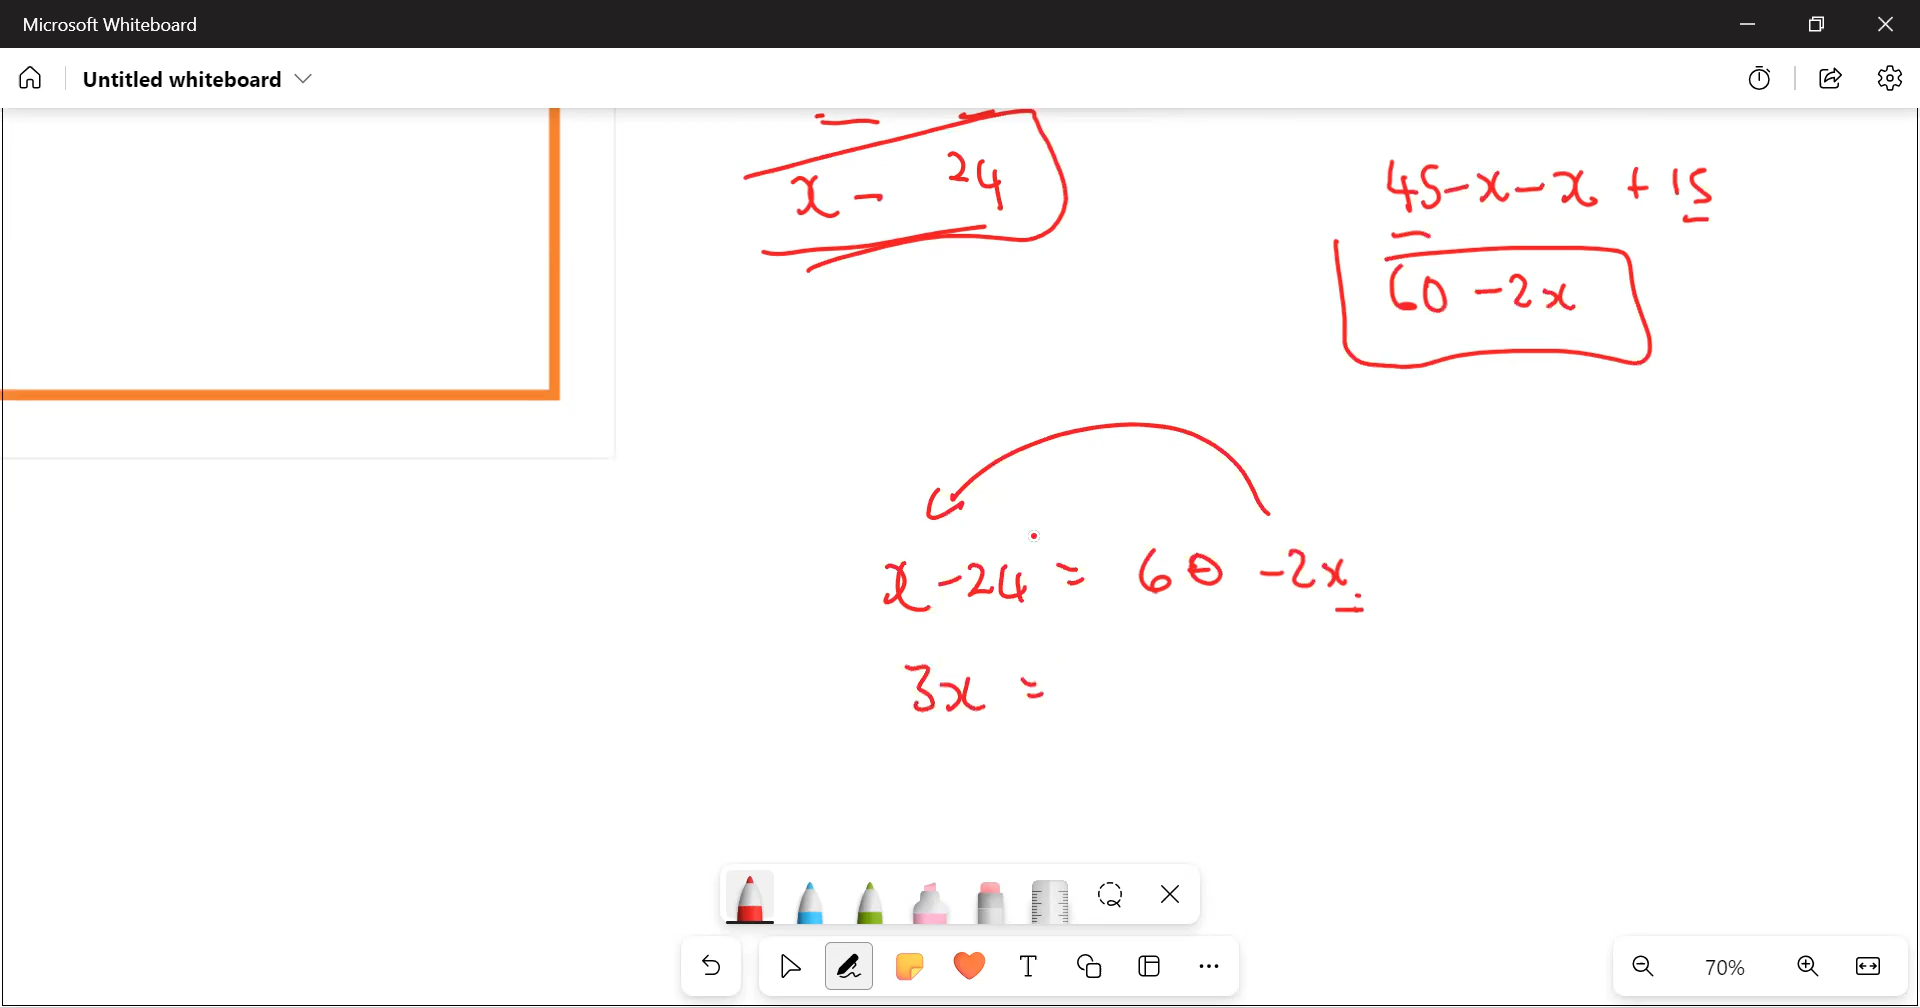 Microsoft Whiteboard
Untitled whiteboard
x - 24
45-x-x + 15
60 -2x
x -24 = 60 -2x
3x =
T
70%